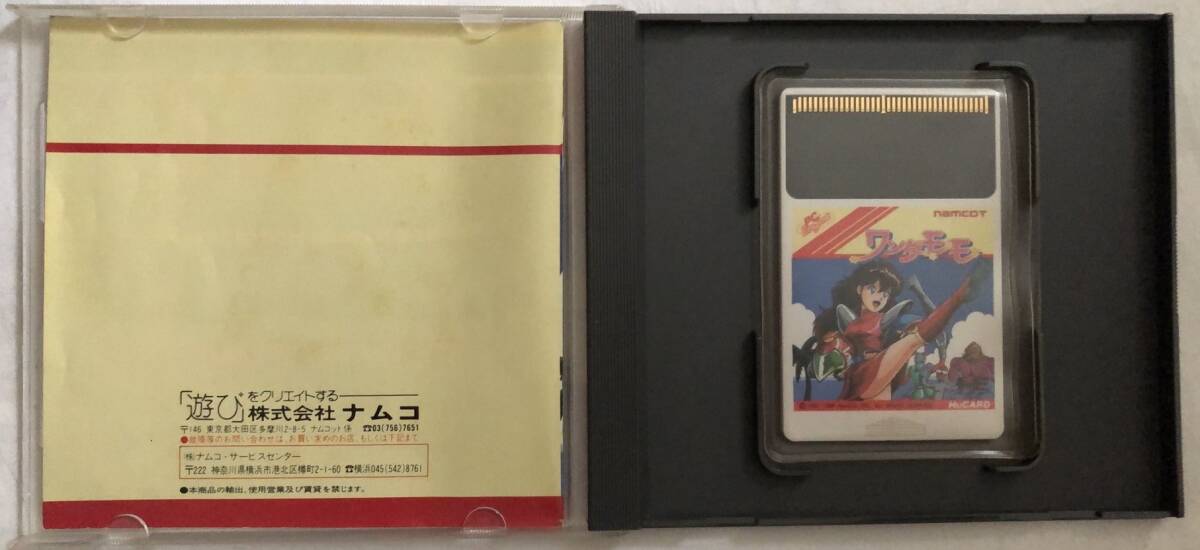 「遊び」をクリエイトする
株式会社 ナムコ
〒146 東京都大田区多摩川2-8-5 ナムコット係 ☎03(756)7651
●故障等のお問い合わせは、お買い求めのお店、もしくは下記まで
(株)ナムコ・サービスセンター
〒222 神奈川県横浜市港北区樽町2-1-60 ☎横浜045(542)8761
●本商品の輸出、使用営業及び賃貸を禁じます。
namcoT
ワンダーモモ
HuCARD